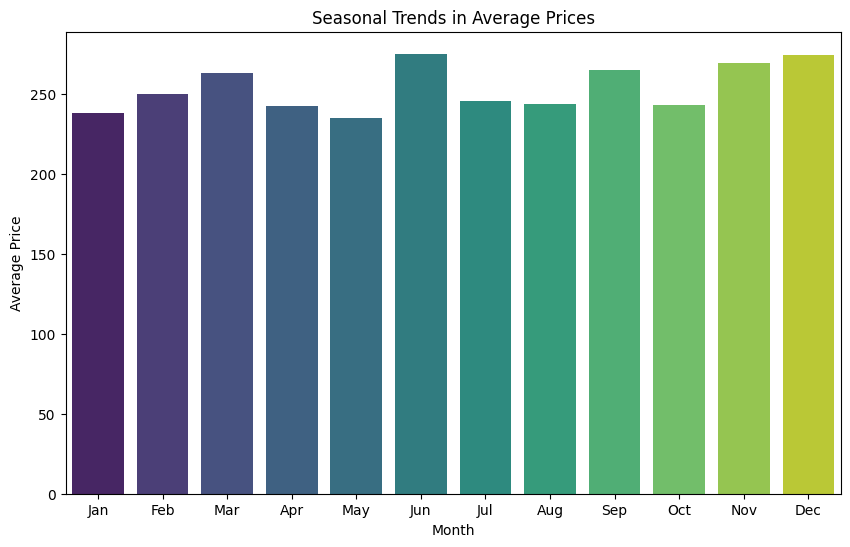 Seasonal Trends in Average Prices
Average Price
250
200
150
100
50
0
Jan Feb Mar Apr May Jun Jul Aug Sep Oct Nov Dec
Month